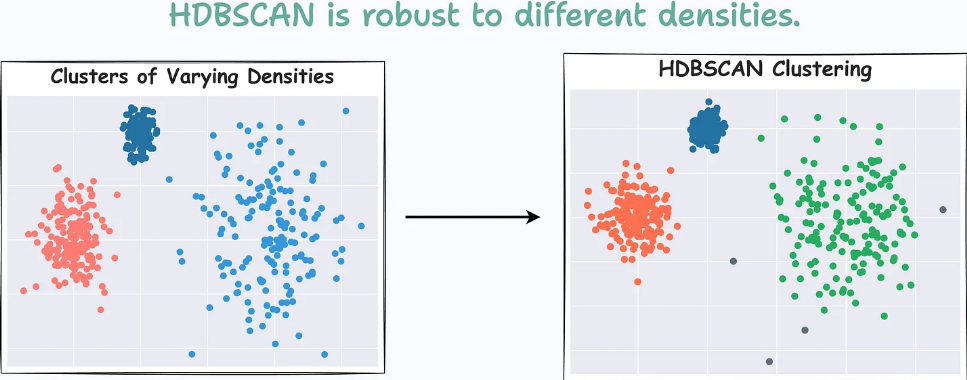 HDBSCAN is robust to different densities.
Clusters of Varying Densities
HDBSCAN Clustering